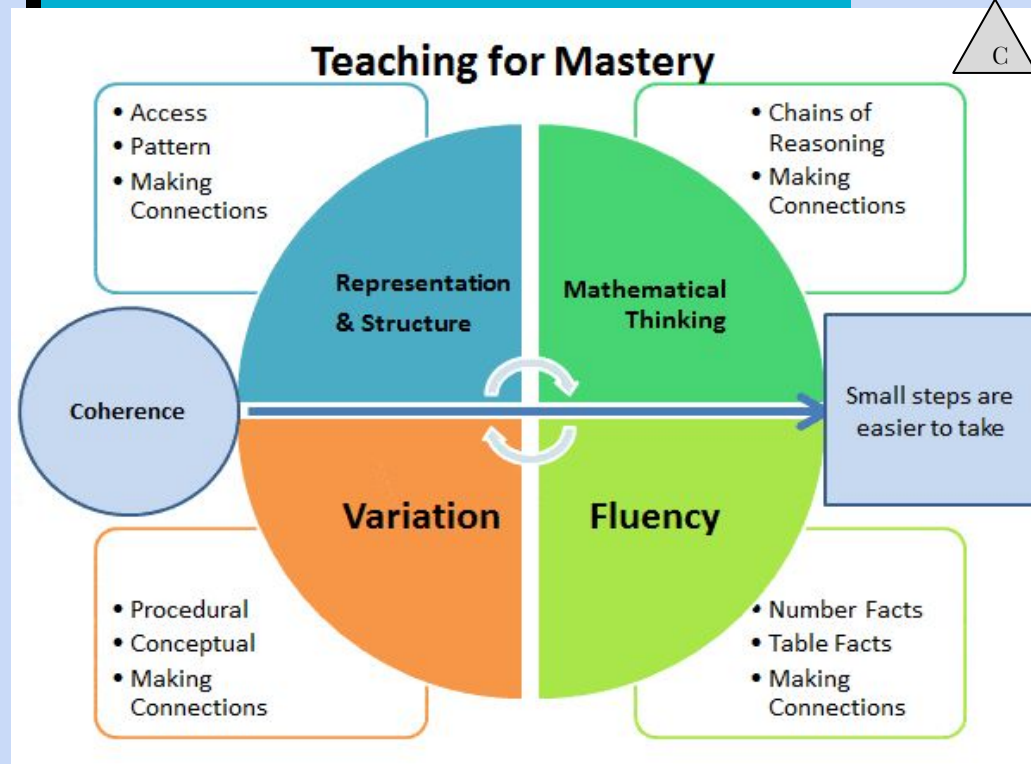 C
Teaching for Mastery
• Access
• Pattern
• Making
Connections
• Chains of
Reasoning
• Making
Connections
Representation
& Structure
Mathematical
Thinking
Coherence
Small steps are
easier to take
Variation
Fluency
• Procedural
• Conceptual
• Making
Connections
• Number Facts
• Table Facts
• Making
Connections